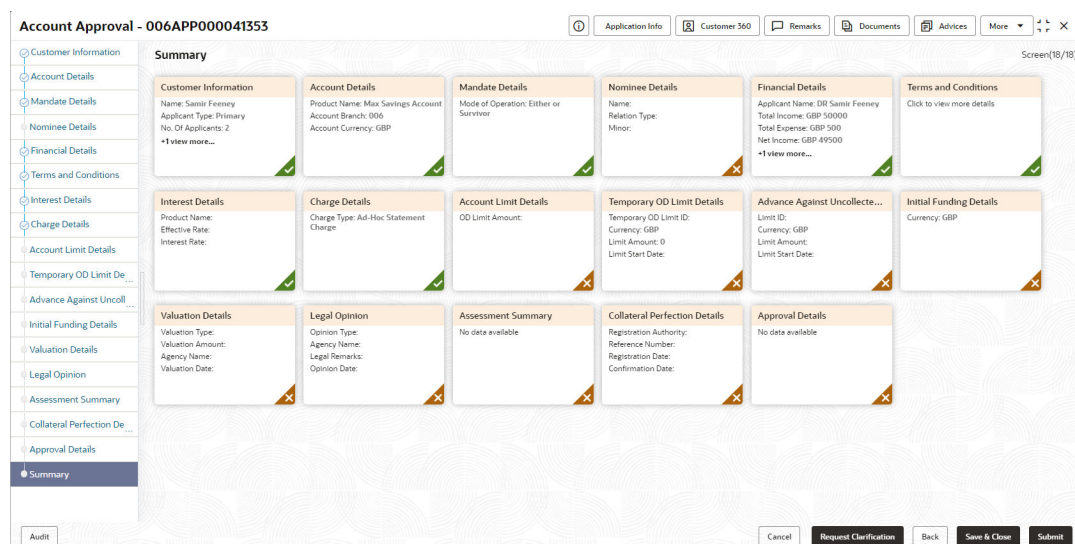 Account Approval - 006APP000041353
Application Info
Customer 360
Remarks
Documents
Advices
More
Customer Information
Account Details
Mandate Details
Nominee Details
Financial Details
Terms and Conditions
Interest Details
Charge Details
Account Limit Details
Temporary OD Limit De...
Advance Against Uncoll...
Initial Funding Details
Valuation Details
Legal Opinion
Assessment Summary
Collateral Perfection De...
Approval Details
Summary
Summary
Screen(18/18)
Customer Information
Name: Samir Feeney
Applicant Type: Primary
No. Of Applicants: 2
+1 view more...
Account Details
Product Name: Max Savings Account
Account Branch: 006
Account Currency: GBP
Mandate Details
Mode of Operation: Either or
Survivor
Nominee Details
Name:
Relation Type:
Minor:
Financial Details
Applicant Name: DR Samir Feeney
Total Income: GBP 50000
Total Expense: GBP 500
Net Income: GBP 49500
+1 view more...
Terms and Conditions
Click to view more details
Interest Details
Product Name:
Effective Rate:
Interest Rate:
Charge Details
Charge Type: Ad-Hoc Statement
Charge
Account Limit Details
OD Limit Amount:
Temporary OD Limit Details
Temporary OD Limit ID:
Currency: GBP
Limit Amount: 0
Limit Start Date:
Advance Against Uncollecte...
Limit ID:
Currency: GBP
Limit Amount:
Limit Start Date:
Initial Funding Details
Currency: GBP
Valuation Details
Valuation Type:
Valuation Amount:
Agency Name:
Valuation Date:
Legal Opinion
Opinion Type:
Agency Name:
Legal Remarks:
Opinion Date:
Assessment Summary
No data available
Collateral Perfection Details
Registration Authority:
Reference Number:
Registration Date:
Confirmation Date:
Approval Details
No data available
Audit
Cancel
Request Clarification
Back
Save & Close
Submit